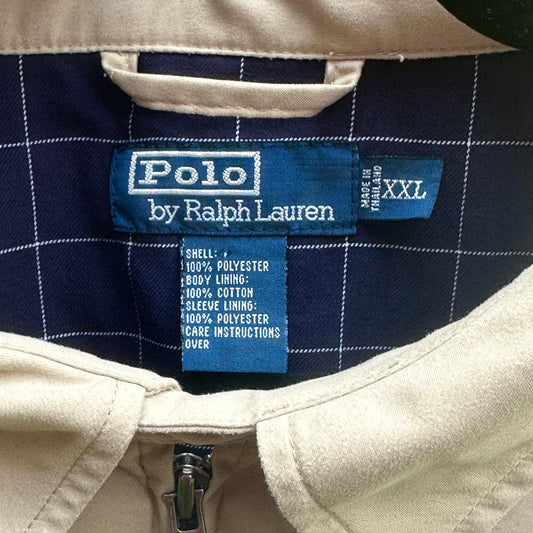 Polo
by Ralph Lauren
MADE IN
THAILAND
XXL
SHELL:
100% POLYESTER
BODY LINING:
100% COTTON
SLEEVE LINING:
100% POLYESTER
CARE INSTRUCTIONS
OVER